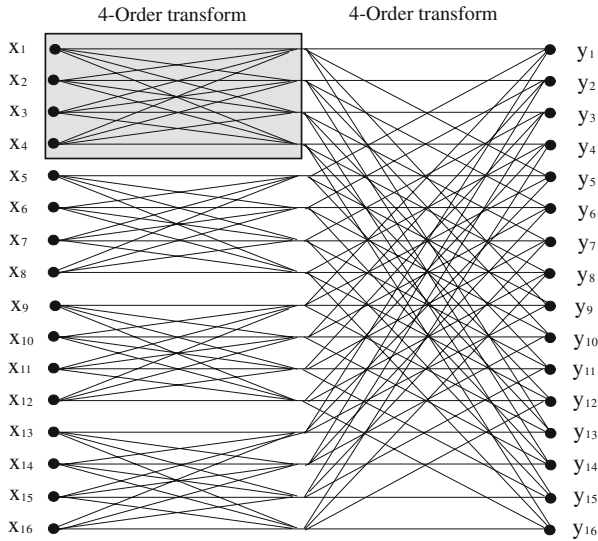 4-Order transform 4-Order transform
x1 y1
x2 y2
x3 y3
x4 y4
x5 y5
x6 y6
x7 y7
x8 y8
x9 y9
x10 y10
x11 y11
x12 y12
x13 y13
x14 y14
x15 y15
x16 y16